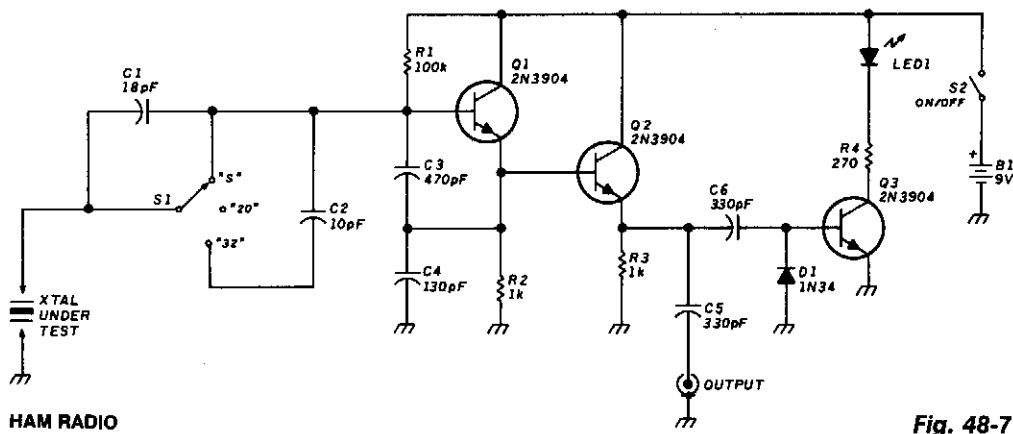 C1
18pF
S1
"S"
"20"
"32"
C2
10pF
XTAL
UNDER
TEST
R1
100k
Q1
2N3904
C3
470pF
C4
130pF
R2
1k
Q2
2N3904
R3
1k
C6
330pF
C5
330pF
OUTPUT
D1
1N34
LED1
R4
270
Q3
2N3904
S2
ON/OFF
+
B1
9V
HAM RADIO
Fig. 48-7